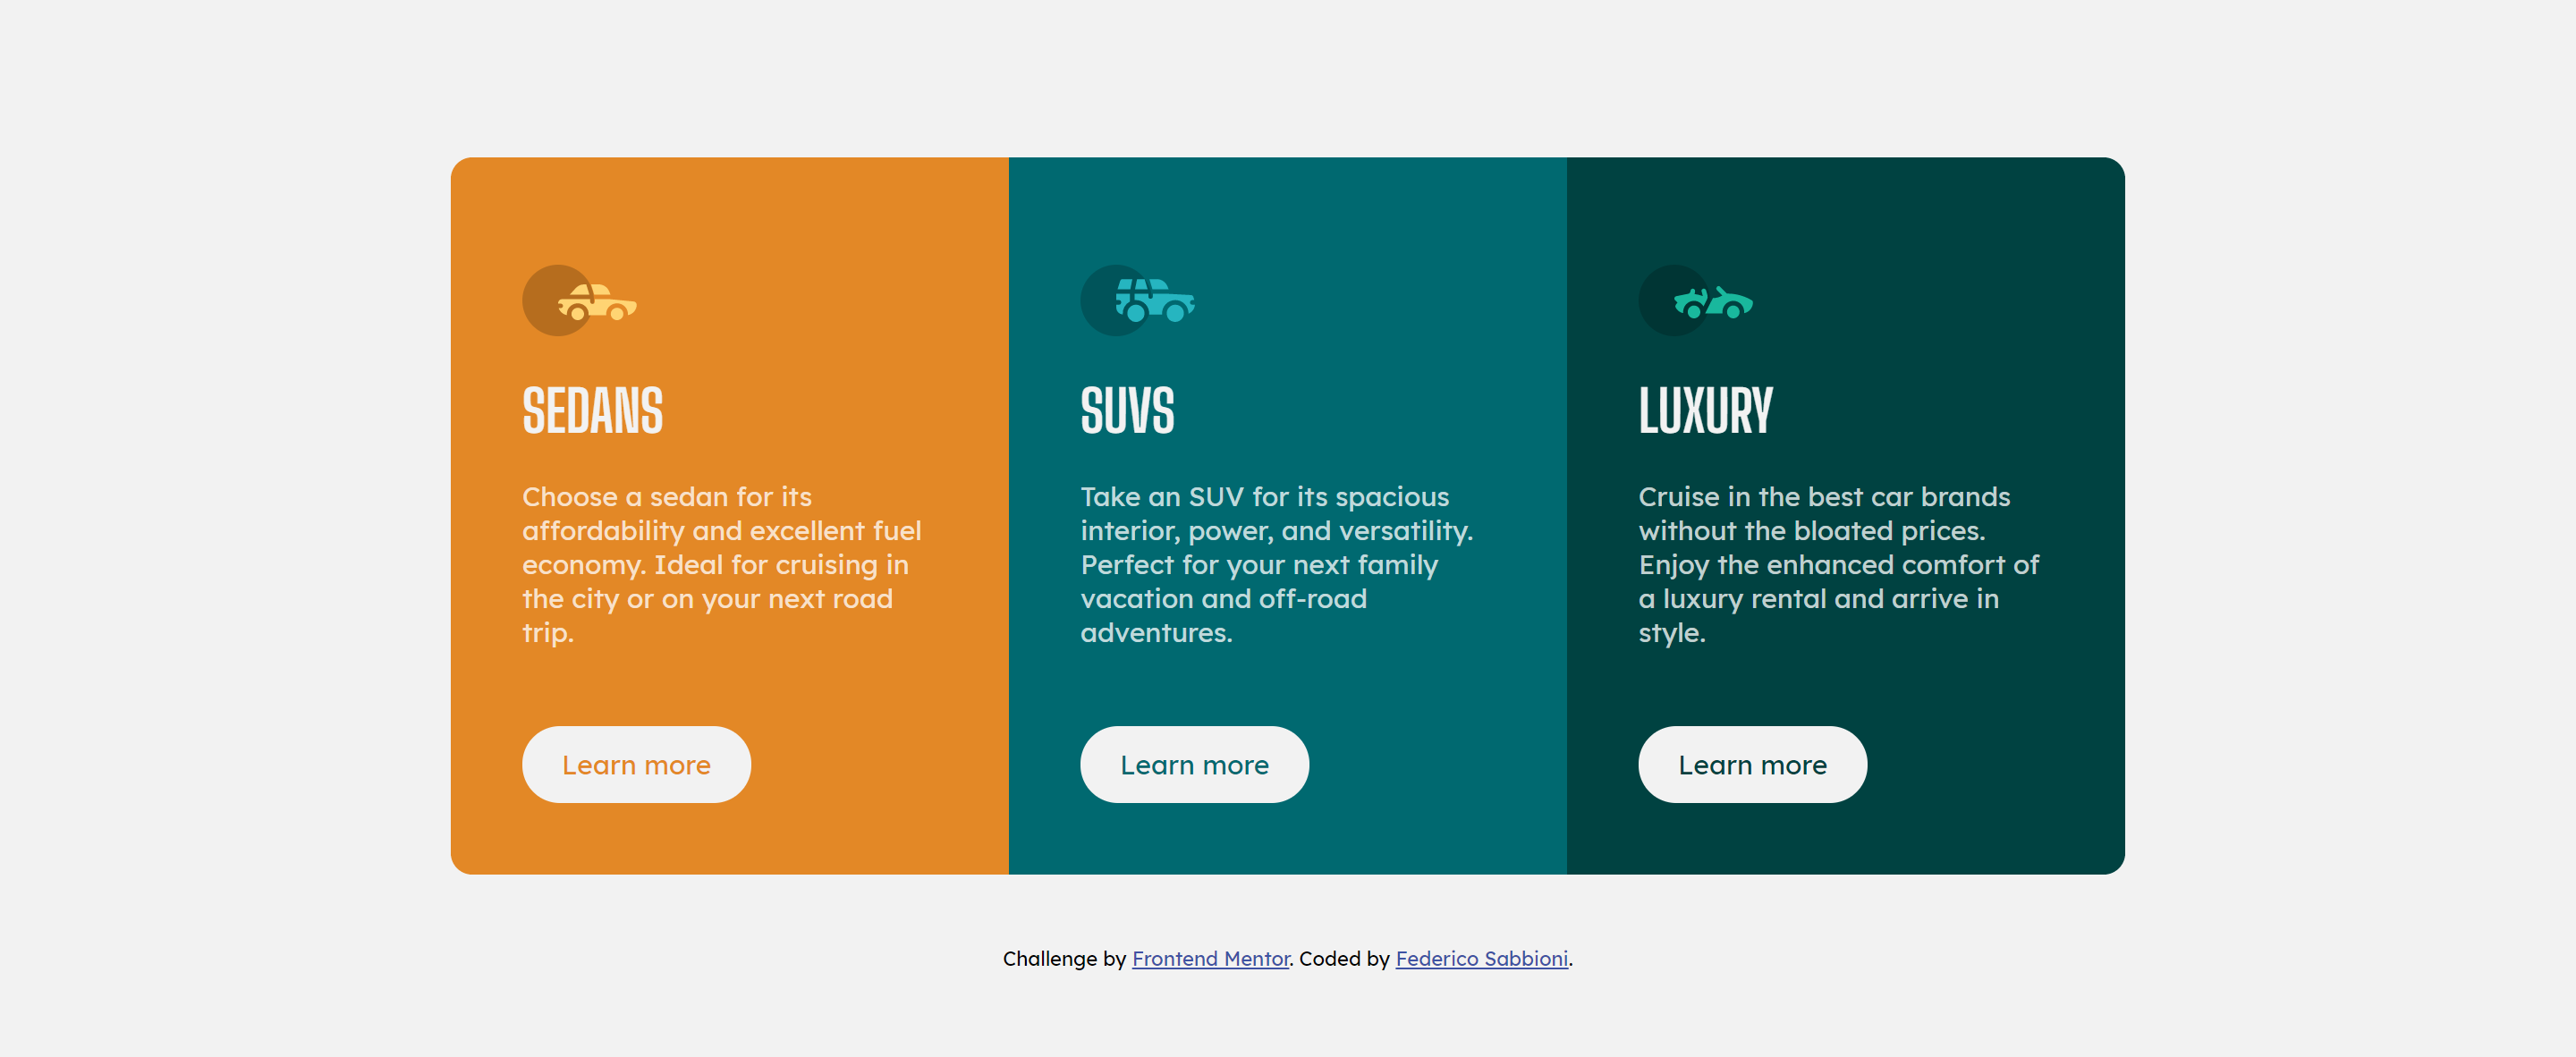 SEDANS
Choose a sedan for its
affordability and excellent fuel
economy. Ideal for cruising in
the city or on your next road
trip.
Learn more
SUVS
Take an SUV for its spacious
interior, power, and versatility.
Perfect for your next family
vacation and off-road
adventures.
Learn more
LUXURY
Cruise in the best car brands
without the bloated prices.
Enjoy the enhanced comfort of
a luxury rental and arrive in
style.
Learn more
Challenge by Frontend Mentor. Coded by Federico Sabbioni.